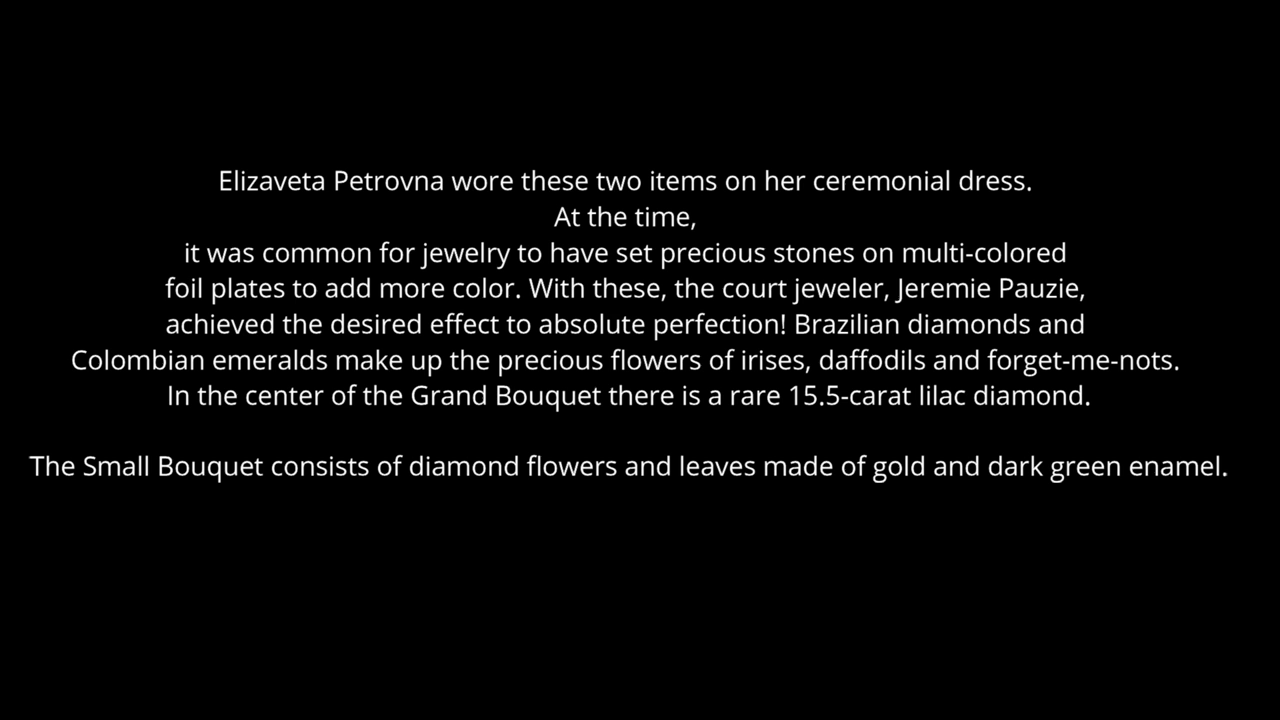 Elizaveta Petrovna wore these two items on her ceremonial dress.
At the time,
it was common for jewelry to have set precious stones on multi-colored
foil plates to add more color. With these, the court jeweler, Jeremie Pauzie,
achieved the desired effect to absolute perfection! Brazilian diamonds and
Colombian emeralds make up the precious flowers of irises, daffodils and forget-me-nots.
In the center of the Grand Bouquet there is a rare 15.5-carat lilac diamond.
The Small Bouquet consists of diamond flowers and leaves made of gold and dark green enamel.